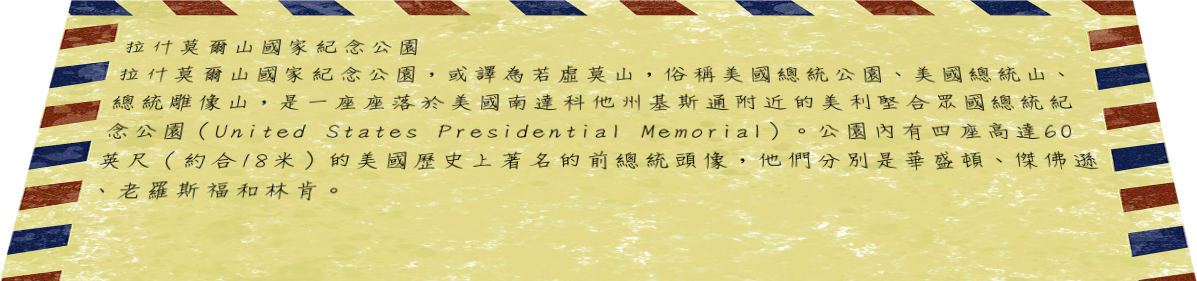 拉什莫爾山國家紀念公園
拉什莫爾山國家紀念公園，或譯為若虛莫山，俗稱美國總統公園、美國總統山、
總統雕像山，是一座座落於美國南達科他州基斯通附近的美利堅合眾國總統紀
念公園（United States Presidential Memorial）。公園內有四座高達60
英尺（約合18米）的美國歷史上著名的前總統頭像，他們分別是華盛頓、傑佛遜
、老羅斯福和林肯。